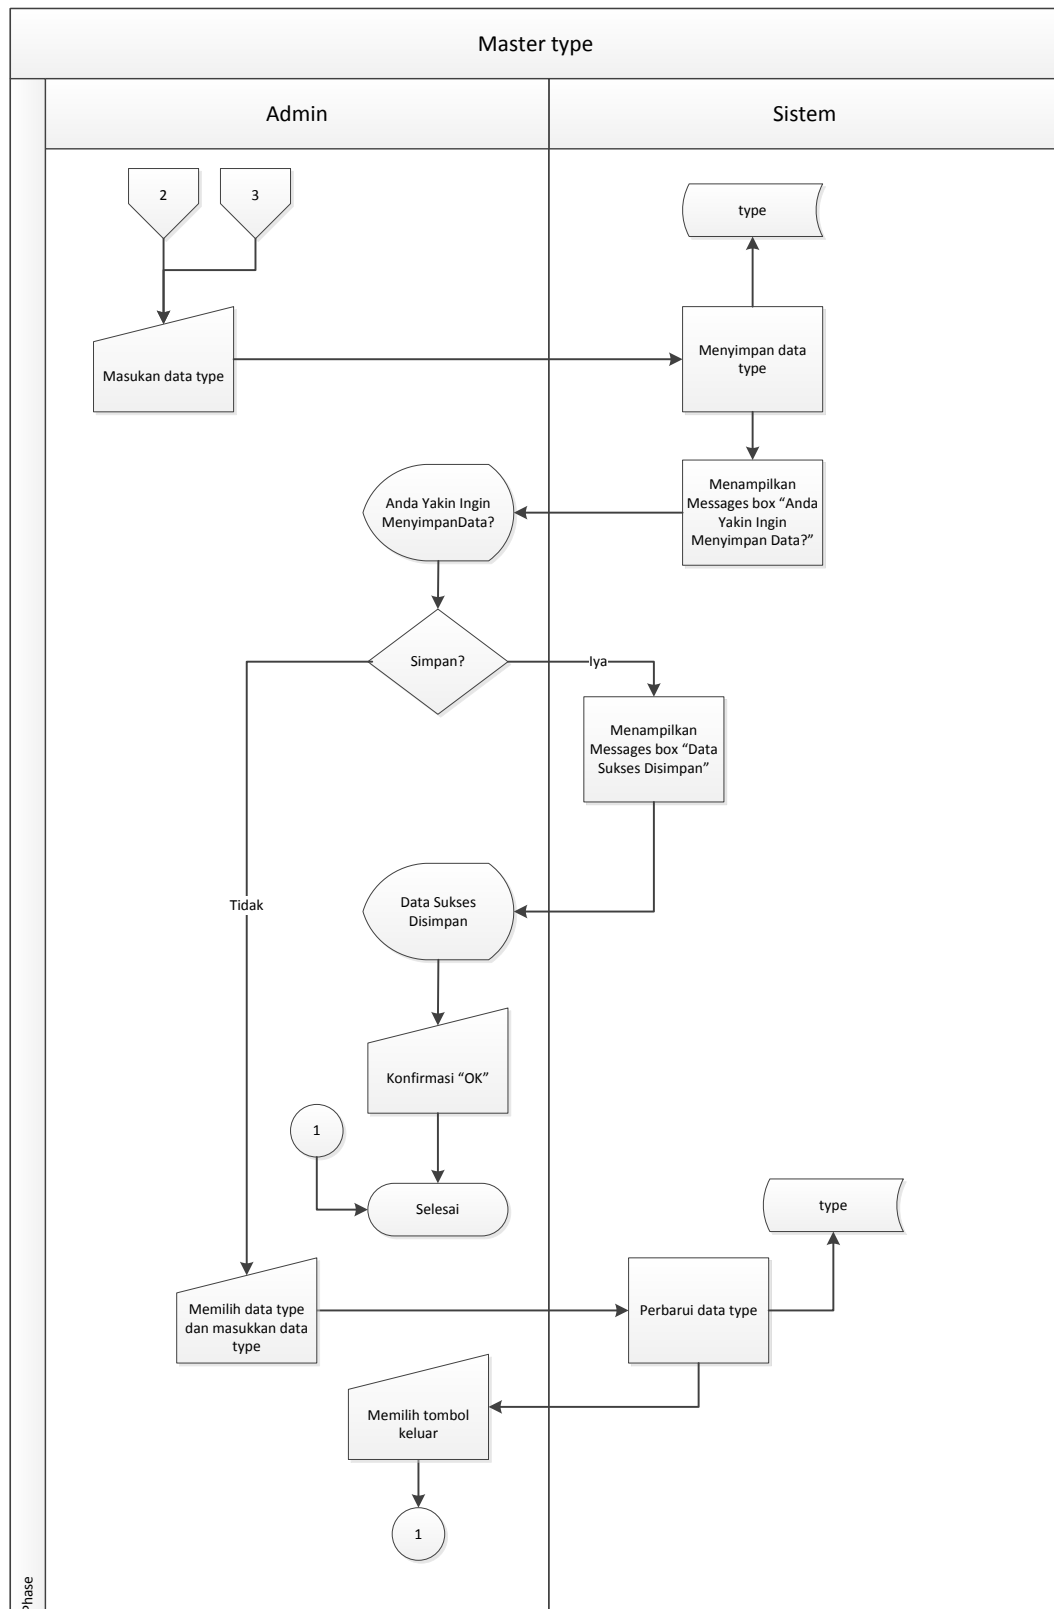 Master type
Admin
Sistem
2
3
type
Masukan data type
Menyimpan data
type
Anda Yakin Ingin
MenyimpanData?
Menampilkan
Messages box “Anda
Yakin Ingin
Menyimpan Data?”
Simpan?
Iya
Menampilkan
Messages box “Data
Sukses Disimpan”
Tidak
Data Sukses
Disimpan
Konfirmasi “OK”
1
Selesai
type
Memilih data type
dan masukkan data
type
Perbarui data type
Memilih tombol
keluar
1
Phase